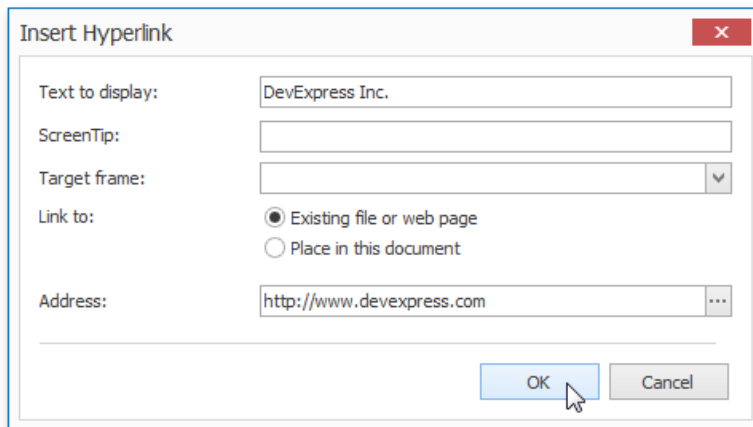 Insert Hyperlink
Text to display: DevExpress Inc.
ScreenTip:
Target frame:
Link to: Existing file or web page
Place in this document
Address: http://www.devexpress.com ...
OK Cancel